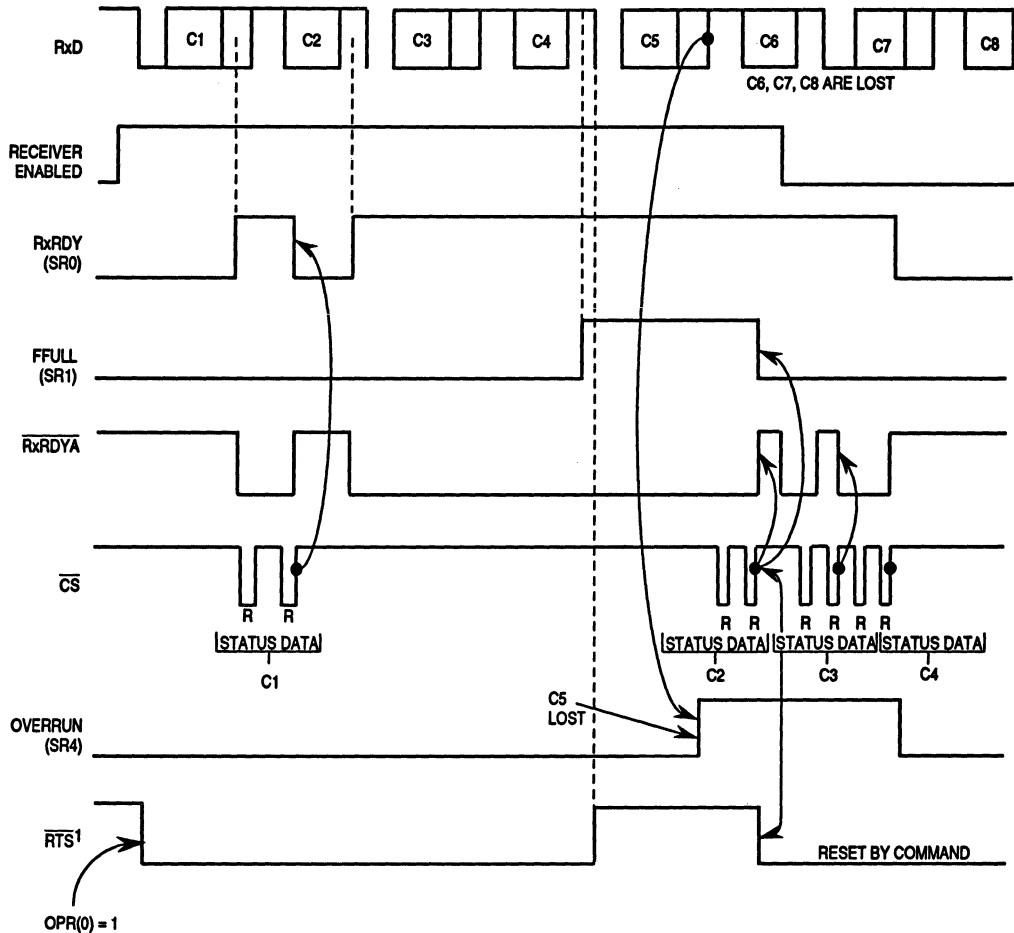 RxD
C1
C2
C3
C4
C5
C6
C7
C8
C6, C7, C8 ARE LOST
RECEIVER
ENABLED
RxRDY
(SR0)
FFULL
(SR1)
RxRDYA
CS
R
R
R
R
R
R
R
R
STATUS DATA
STATUS DATA
STATUS DATA
STATUS DATA
C1
C2
C3
C4
C5
LOST
OVERRUN
(SR4)
RTS¹
RESET BY COMMAND
OPR(0) = 1